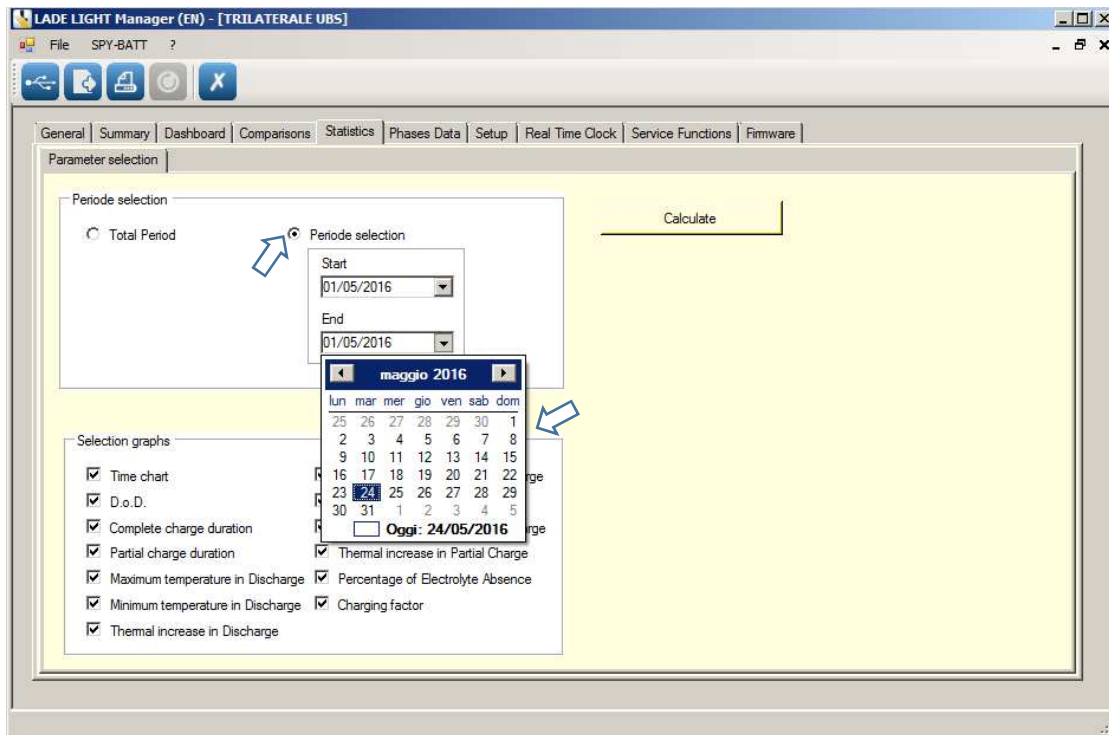 LADE LIGHT Manager (EN) - [TRILATERALE UBS]
File SPY-BATT ?
General Summary Dashboard Comparisons Statistics Phases Data Setup Real Time Clock Service Functions Firmware
Parameter selection
Periode selection
Total Period
Periode selection
Start
01/05/2016
End
01/05/2016
maggio 2016
lun mar mer gio ven sab dom
25 26 27 28 29 30 1
2 3 4 5 6 7 8
9 10 11 12 13 14 15
16 17 18 19 20 21 22
23 24 25 26 27 28 29
30 31 1 2 3 4 5
Oggi: 24/05/2016
Calculate
Selection graphs
Time chart
D.o.D.
Complete charge duration
Partial charge duration
Maximum temperature in Discharge
Minimum temperature in Discharge
Thermal increase in Discharge
Thermal increase in Partial Charge
Percentage of Electrolyte Absence
Charging factor